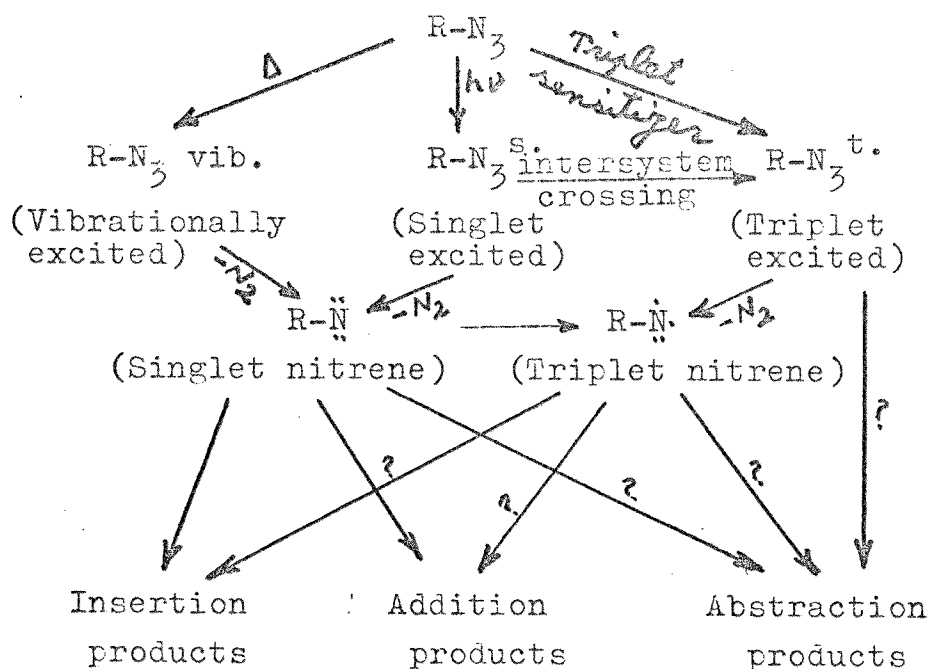 R-N3
Δ
hν
Triplet
sensitizer
R-N3 vib.
R-N3 s.
intersystem
crossing
R-N3 t.
(Vibrationally
excited)
(Singlet
excited)
(Triplet
excited)
-N2
-N2
-N2
R-N̈
R-Ṅ·
(Singlet nitrene)
(Triplet nitrene)
?
?
?
?
?
Insertion
products
Addition
products
Abstraction
products